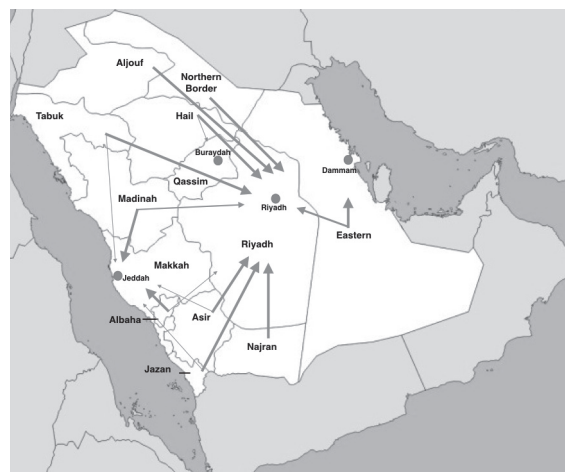 Aljouf
Northern
Border
Tabuk
Hail
Buraydah
Dammam
Qassim
Madinah
Riyadh
Eastern
Riyadh
Makkah
Jeddah
Albaha
Asir
Najran
Jazan